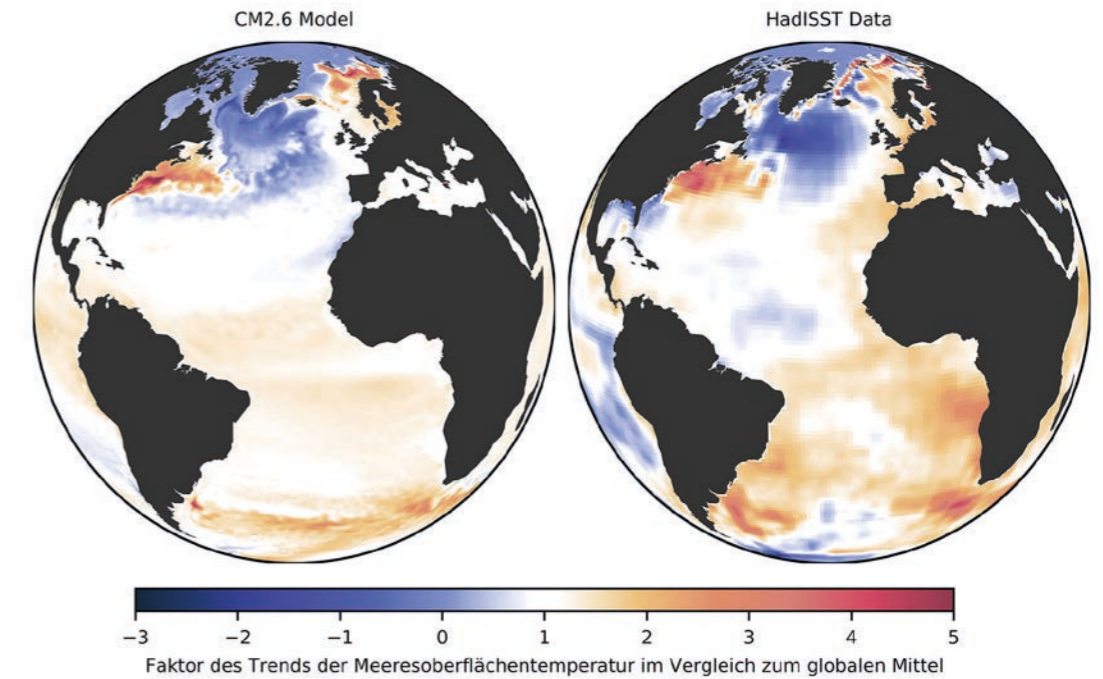 CM2.6 Model
HadISST Data
−3 −2 −1 0 1 2 3 4 5
Faktor des Trends der Meeresoberflächentemperatur im Vergleich zum globalen Mittel